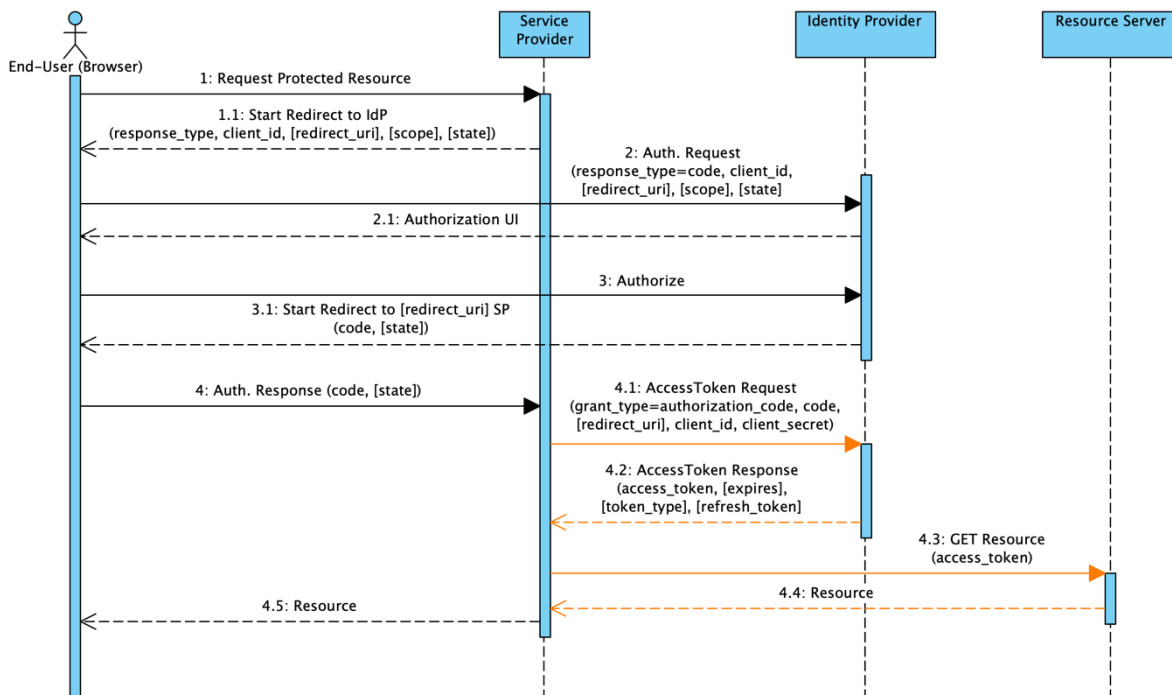 Service
Provider
Identity Provider
Resource Server
End-User (Browser)
1: Request Protected Resource
1.1: Start Redirect to IdP
(response_type, client_id, [redirect_uri], [scope], [state])
2: Auth. Request
(response_type=code, client_id,
[redirect_uri], [scope], [state]
2.1: Authorization UI
3: Authorize
3.1: Start Redirect to [redirect_uri] SP
(code, [state])
4: Auth. Response (code, [state])
4.1: AccessToken Request
(grant_type=authorization_code, code,
[redirect_uri], client_id, client_secret)
4.2: AccessToken Response
(access_token, [expires],
[token_type], [refresh_token]
4.3: GET Resource
(access_token)
4.4: Resource
4.5: Resource